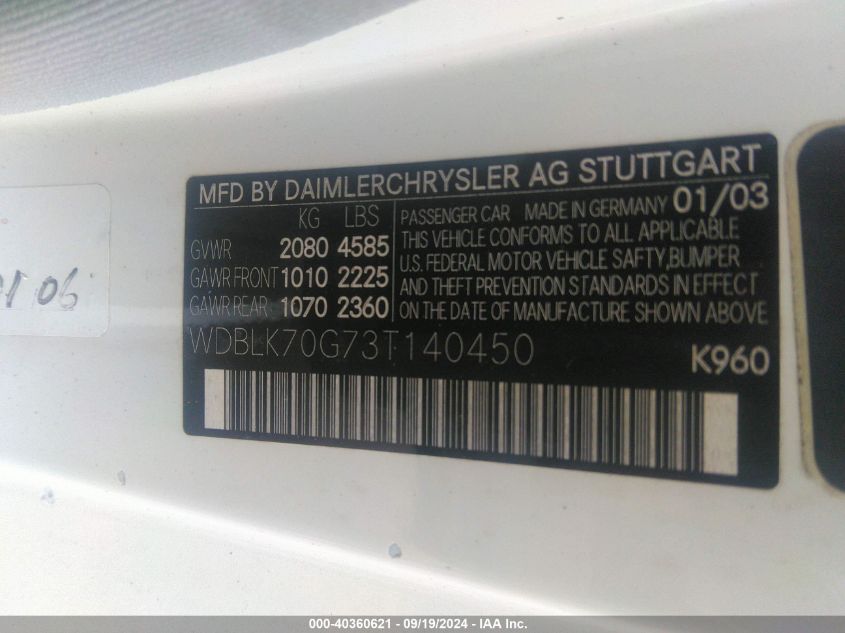 MFD BY DAIMLERCHRYSLER AG STUTTGART
KG LBS
GVWR 2080 4585
GAWR FRONT 1010 2225
GAWR REAR 1070 2360
PASSENGER CAR MADE IN GERMANY 01/03
THIS VEHICLE CONFORMS TO ALL APPLICABLE
U.S. FEDERAL MOTOR VEHICLE SAFTY,BUMPER
AND THEFT PREVENTION STANDARDS IN EFFECT
ON THE DATE OF MANUFACTURE SHOWN ABOVE
WDBLK70G73T140450
K960
06
000-40360621 - 09/19/2024 - IAA Inc.